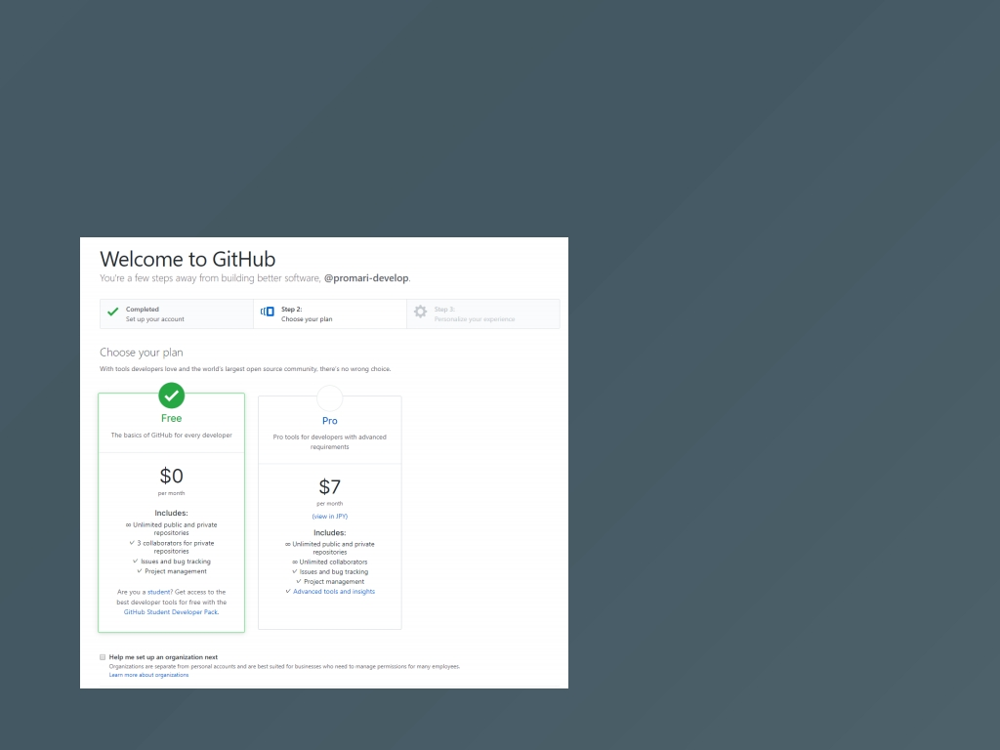 Welcome to GitHub
You're a few steps away from building better software, @promari-develop.
Completed
Set up your account
Step 2:
Choose your plan
Step 3:
Personalize your experience
Choose your plan
With tools developers love and the world's largest open source community, there's no wrong choice.
Free
The basics of GitHub for every developer
$0
per month
Includes:
∞ Unlimited public and private
repositories
✓ 3 collaborators for private
repositories
✓ Issues and bug tracking
✓ Project management
Are you a student? Get access to the
best developer tools for free with the
GitHub Student Developer Pack.
Pro
Pro tools for developers with advanced
requirements
$7
per month
(view in JPY)
Includes:
∞ Unlimited public and private
repositories
∞ Unlimited collaborators
✓ Issues and bug tracking
✓ Project management
✓ Advanced tools and insights
Help me set up an organization next
Organizations are separate from personal accounts and are best suited for businesses who need to manage permissions for many employees.
Learn more about organizations